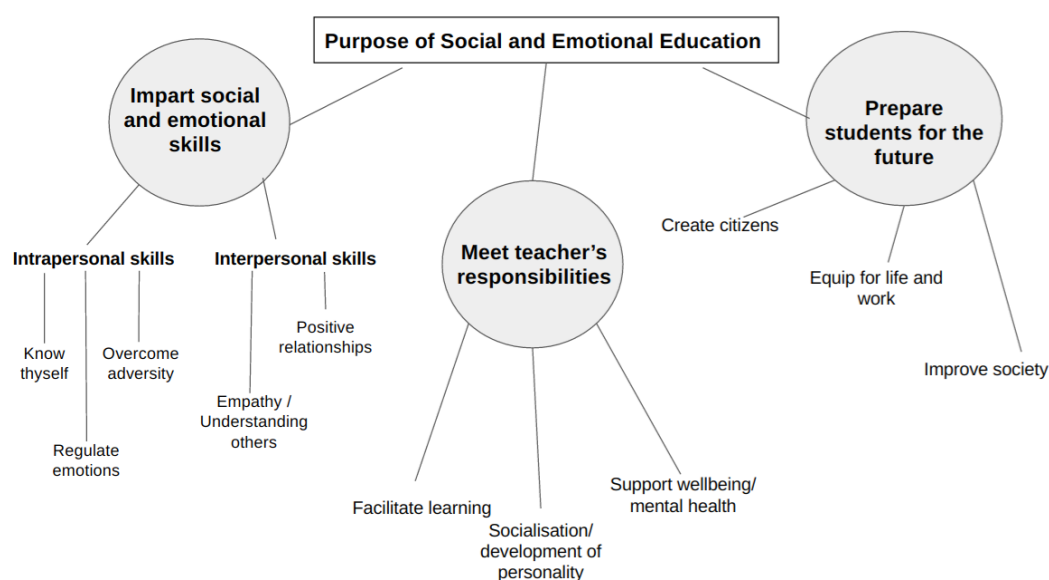 Purpose of Social and Emotional Education
Impart social
and emotional
skills
Intrapersonal skills
Know
thyself
Regulate
emotions
Overcome
adversity
Interpersonal skills
Empathy /
Understanding
others
Positive
relationships
Meet teacher’s
responsibilities
Facilitate learning
Socialisation/
development of
personality
Support wellbeing/
mental health
Prepare
students for the
future
Create citizens
Equip for life and
work
Improve society